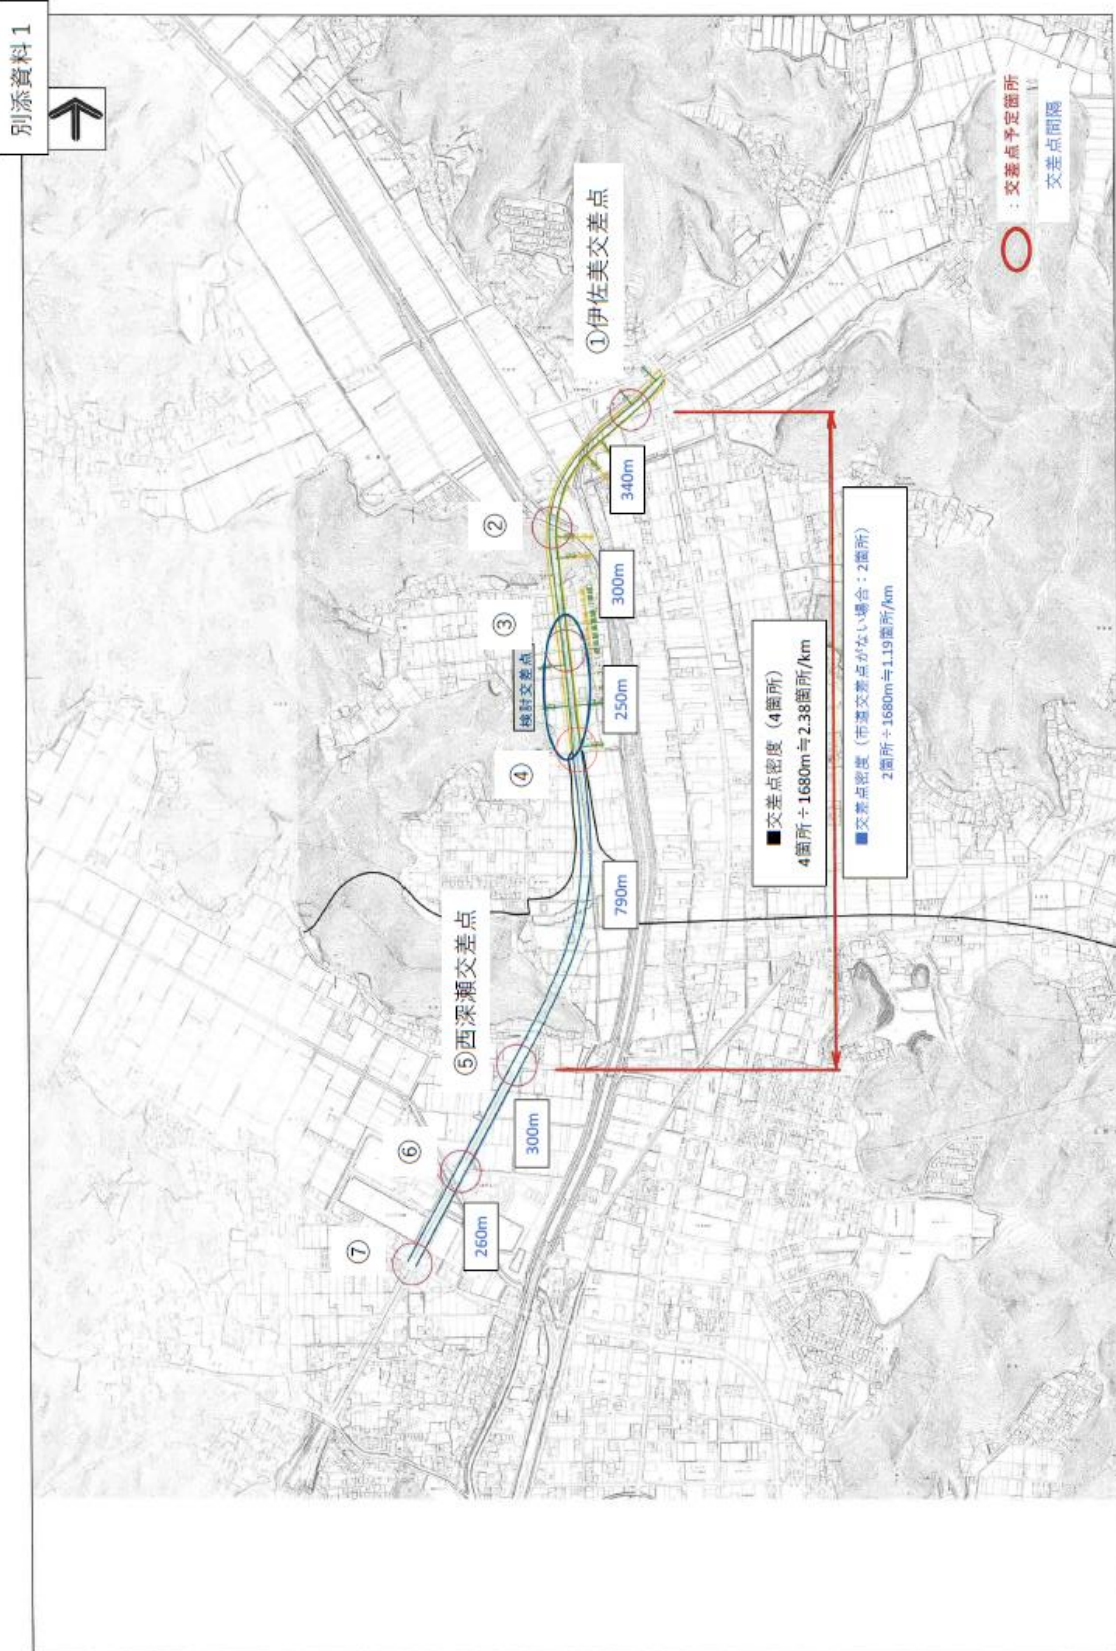 別添資料1
①伊佐美交差点
②
③
検討交差点
④
⑤西深瀬交差点
⑥
⑦
340m
300m
250m
790m
300m
260m
■交差点密度(4箇所)
4箇所÷1680m≒2.38箇所/km
■交差点密度(市道交差点がない場合:2箇所)
2箇所÷1680m≒1.19箇所/km
:交差点予定箇所
交差点間隔